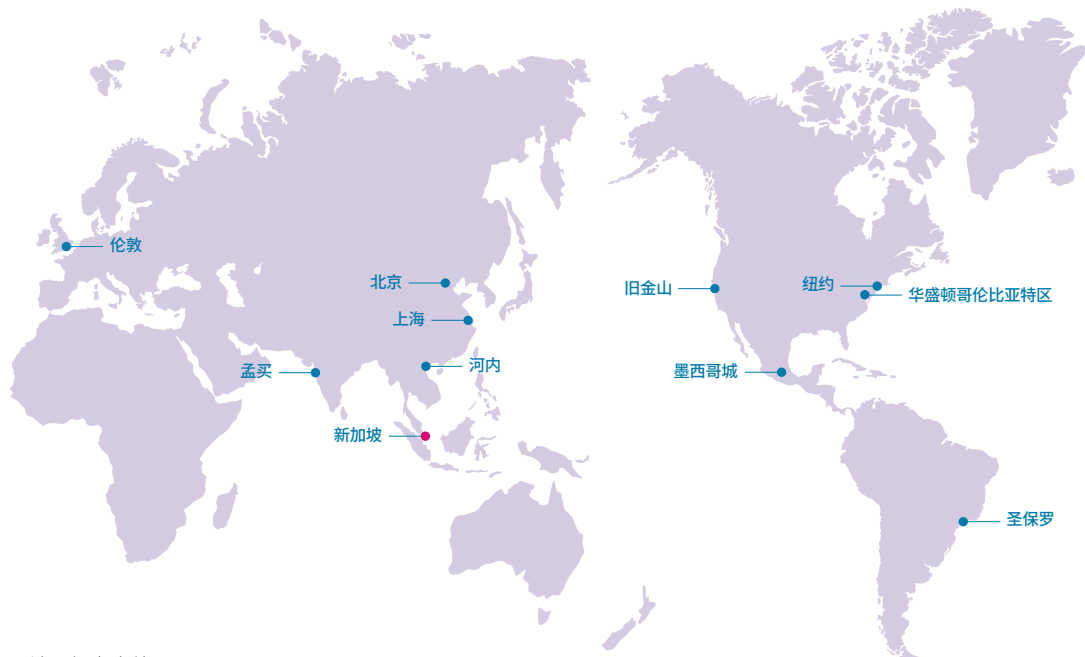 伦敦
北京
旧金山
纽约
华盛顿哥伦比亚特区
上海
孟买
河内
墨西哥城
新加坡
圣保罗